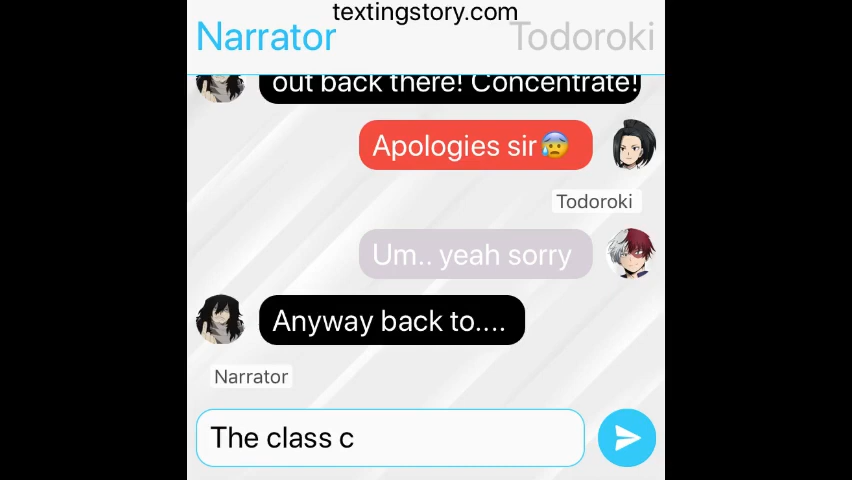 textingstory.com
Narrator Todoroki
out back there! Concentrate!
Apologies sir😰
Todoroki
Um.. yeah sorry
Anyway back to....
Narrator
The class c